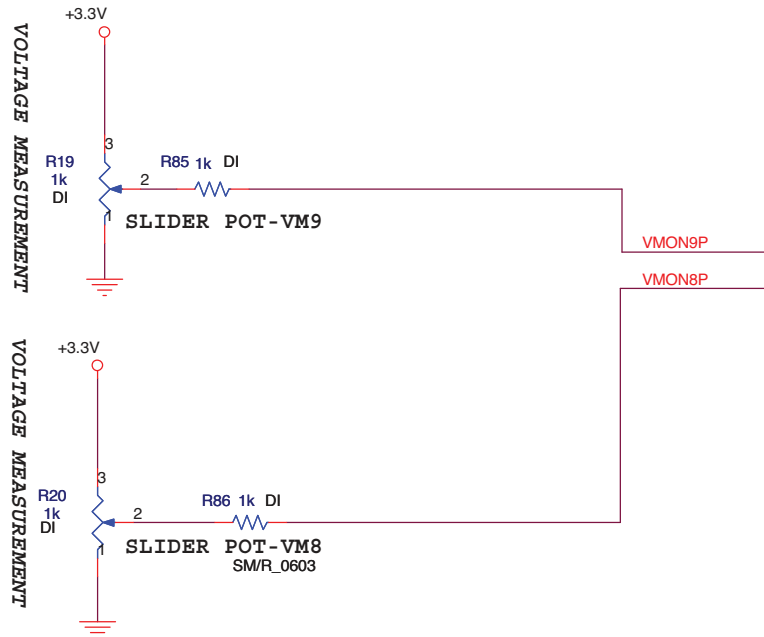 +3.3V
VOLTAGE MEASUREMENT
3
R19
1k
DI
2
1
R85 1k DI
SLIDER POT-VM9
VMON9P
VMON8P
+3.3V
VOLTAGE MEASUREMENT
3
R20
1k
DI
2
1
R86 1k DI
SLIDER POT-VM8
SM/R_0603